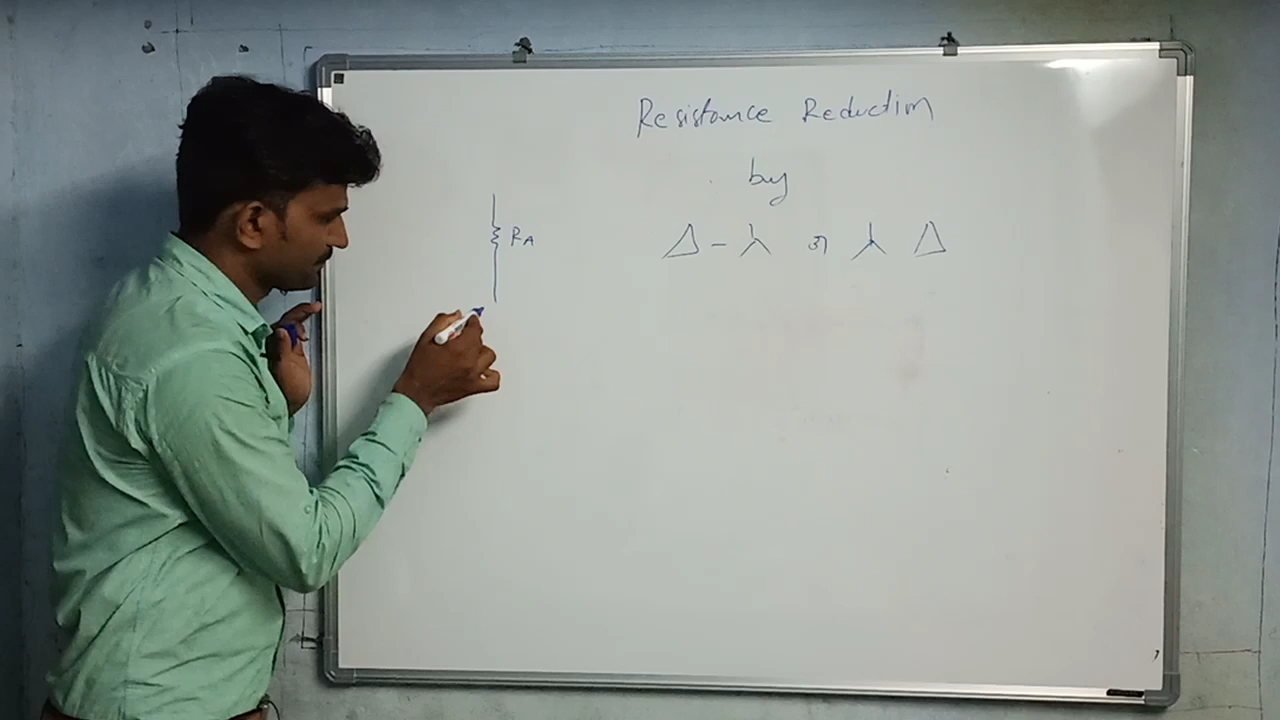 Resistance Reduction
by
Δ - Y or Y Δ
RA